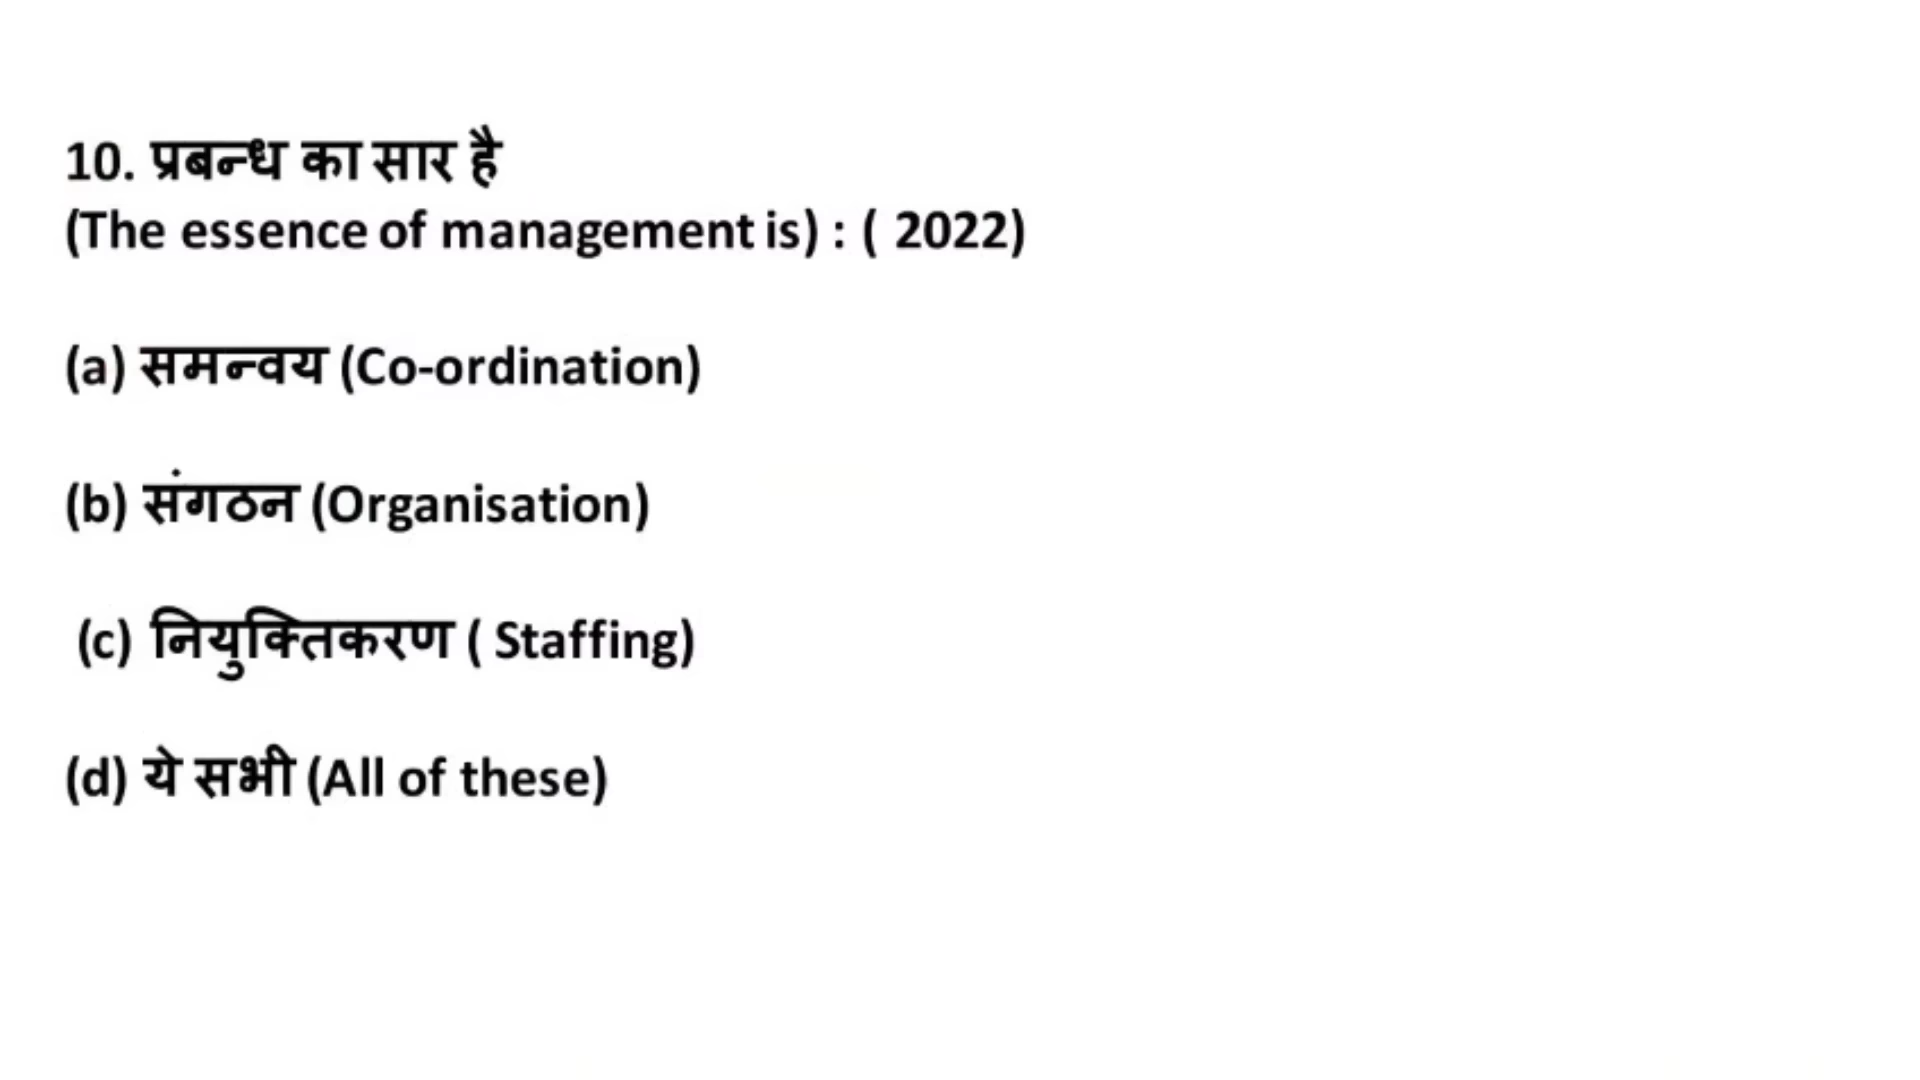 10. प्रबन्ध का सार है
(The essence of management is) : ( 2022)
(a) समन्वय (Co-ordination)
(b) संगठन (Organisation)
(c) नियुक्तिकरण ( Staffing)
(d) ये सभी (All of these)